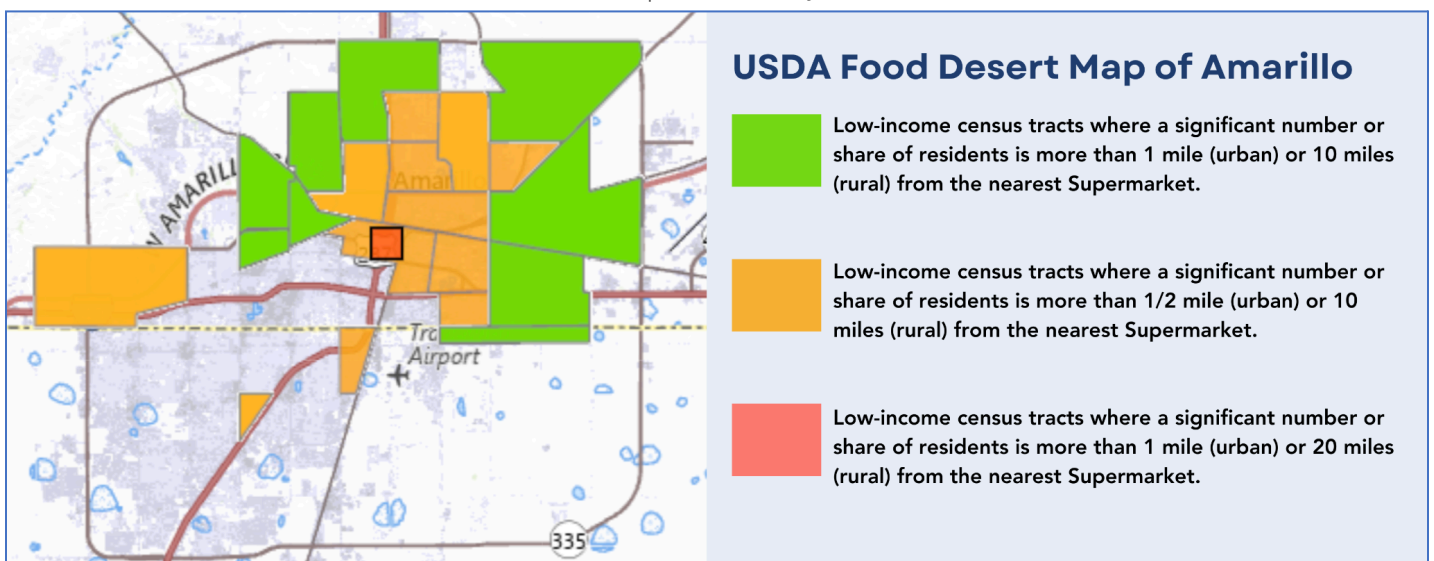 USDA Food Desert Map of Amarillo
Low-income census tracts where a significant number or
share of residents is more than 1 mile (urban) or 10 miles
(rural) from the nearest Supermarket.
Low-income census tracts where a significant number or
share of residents is more than 1/2 mile (urban) or 10
miles (rural) from the nearest Supermarket.
Low-income census tracts where a significant number or
share of residents is more than 1 mile (urban) or 20 miles
(rural) from the nearest Supermarket.
N AMARILL
Amarillo
Tra
Airport
335